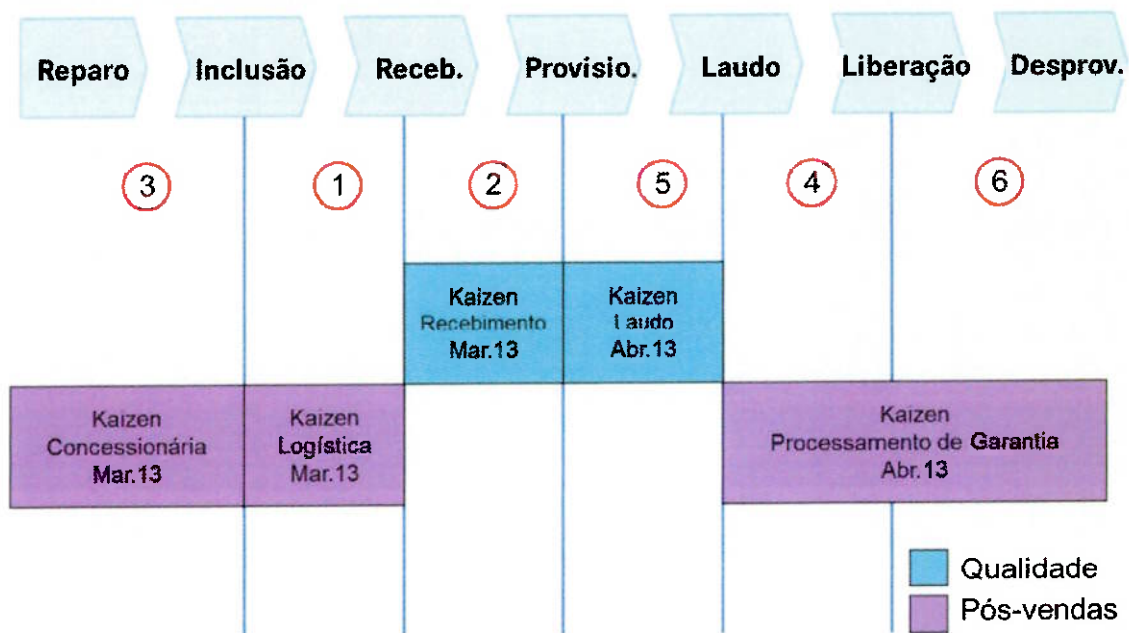 Reparo
Inclusão
Receb.
Provisio.
Laudo
Liberação
Desprov.
3
1
2
5
4
6
Kaizen
Recebimento
Mar.13
Kaizen
Laudo
Abr.13
Kaizen
Concessionária
Mar.13
Kaizen
Logística
Mar.13
Kaizen
Processamento de Garantia
Abr.13
Qualidade
Pós-vendas